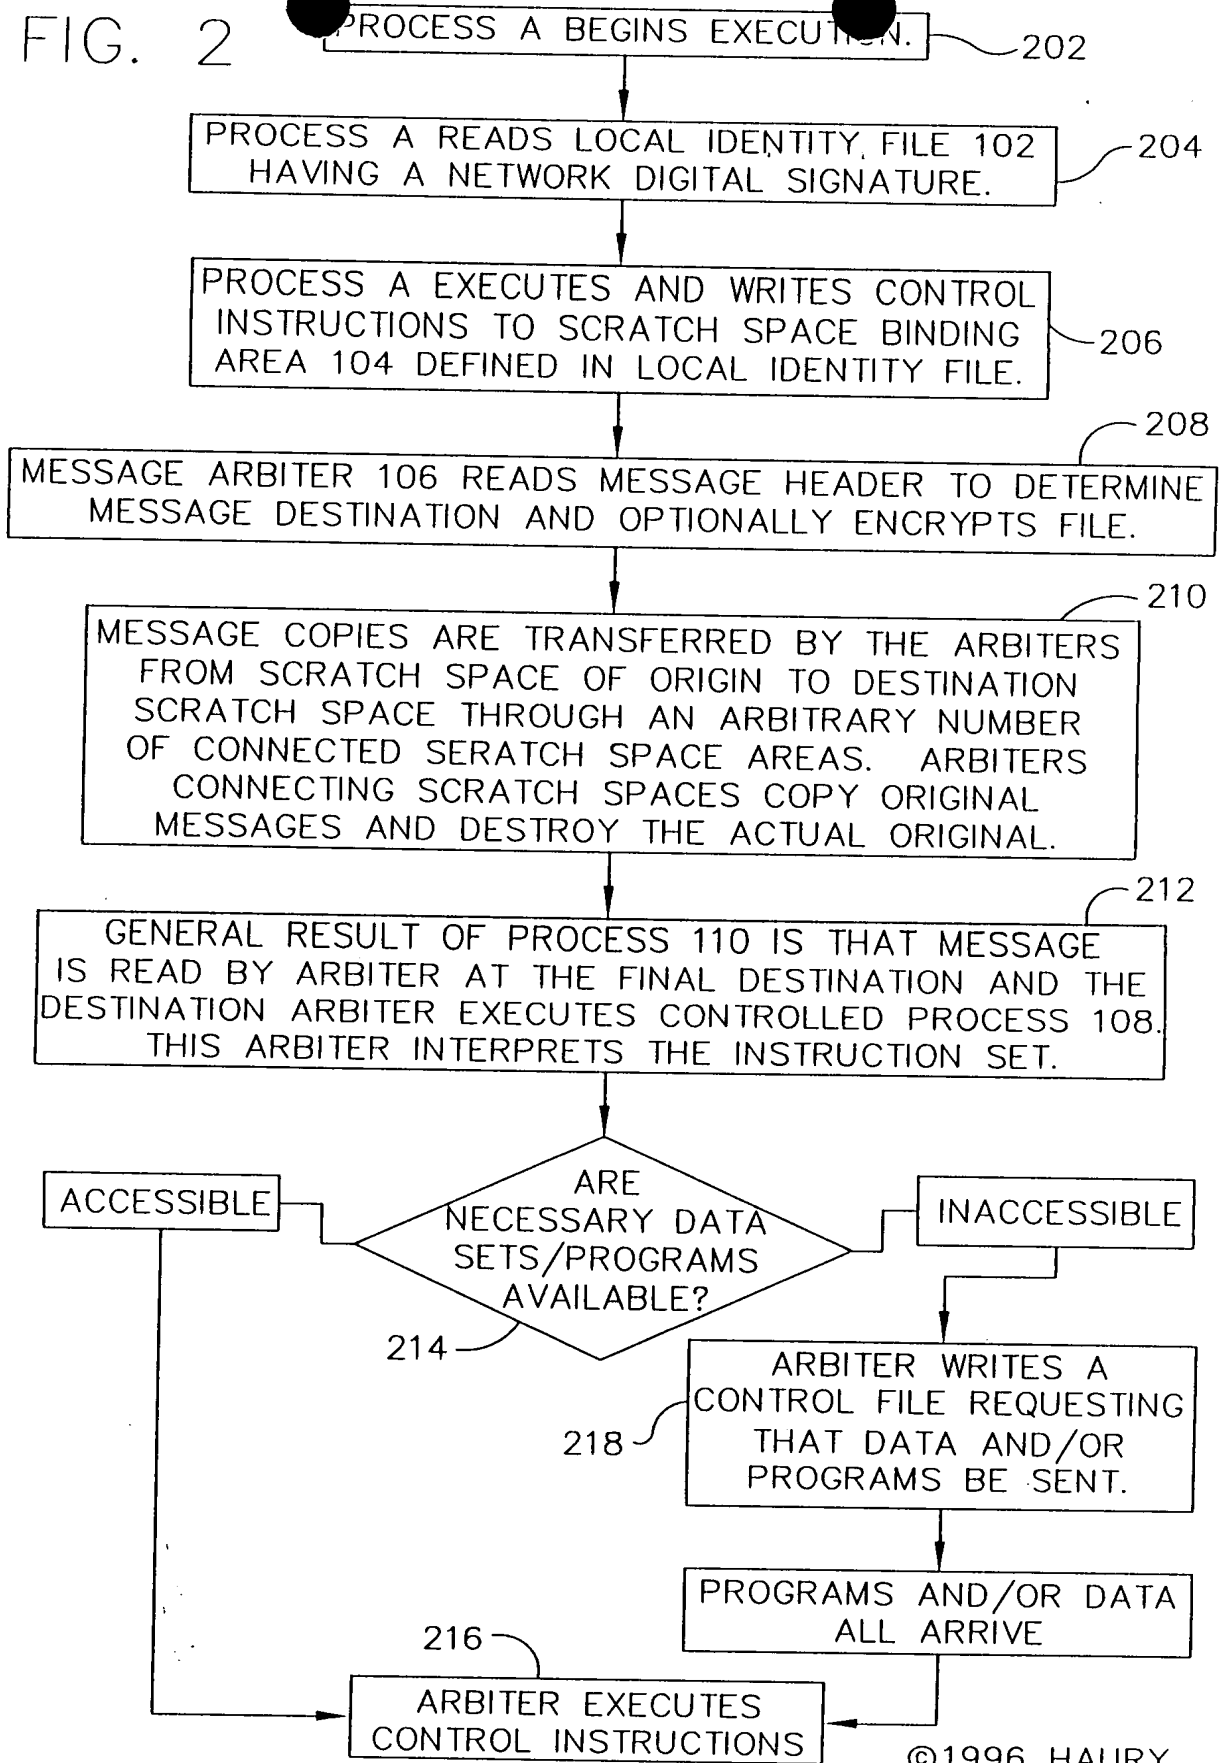 FIG. 2
PROCESS A BEGINS EXECUTION.
202
PROCESS A READS LOCAL IDENTITY FILE 102
HAVING A NETWORK DIGITAL SIGNATURE.
204
PROCESS A EXECUTES AND WRITES CONTROL
INSTRUCTIONS TO SCRATCH SPACE BINDING
AREA 104 DEFINED IN LOCAL IDENTITY FILE.
206
208
MESSAGE ARBITER 106 READS MESSAGE HEADER TO DETERMINE
MESSAGE DESTINATION AND OPTIONALLY ENCRYPTS FILE.
210
MESSAGE COPIES ARE TRANSFERRED BY THE ARBITERS
FROM SCRATCH SPACE OF ORIGIN TO DESTINATION
SCRATCH SPACE THROUGH AN ARBITRARY NUMBER
OF CONNECTED SERATCH SPACE AREAS. ARBITERS
CONNECTING SCRATCH SPACES COPY ORIGINAL
MESSAGES AND DESTROY THE ACTUAL ORIGINAL.
212
GENERAL RESULT OF PROCESS 110 IS THAT MESSAGE
IS READ BY ARBITER AT THE FINAL DESTINATION AND THE
DESTINATION ARBITER EXECUTES CONTROLLED PROCESS 108.
THIS ARBITER INTERPRETS THE INSTRUCTION SET.
ACCESSIBLE
ARE
NECESSARY DATA
SETS/PROGRAMS
AVAILABLE?
INACCESSIBLE
214
ARBITER WRITES A
CONTROL FILE REQUESTING
THAT DATA AND/OR
PROGRAMS BE SENT.
218
PROGRAMS AND/OR DATA
ALL ARRIVE
216
ARBITER EXECUTES
CONTROL INSTRUCTIONS
©1996 HAURY